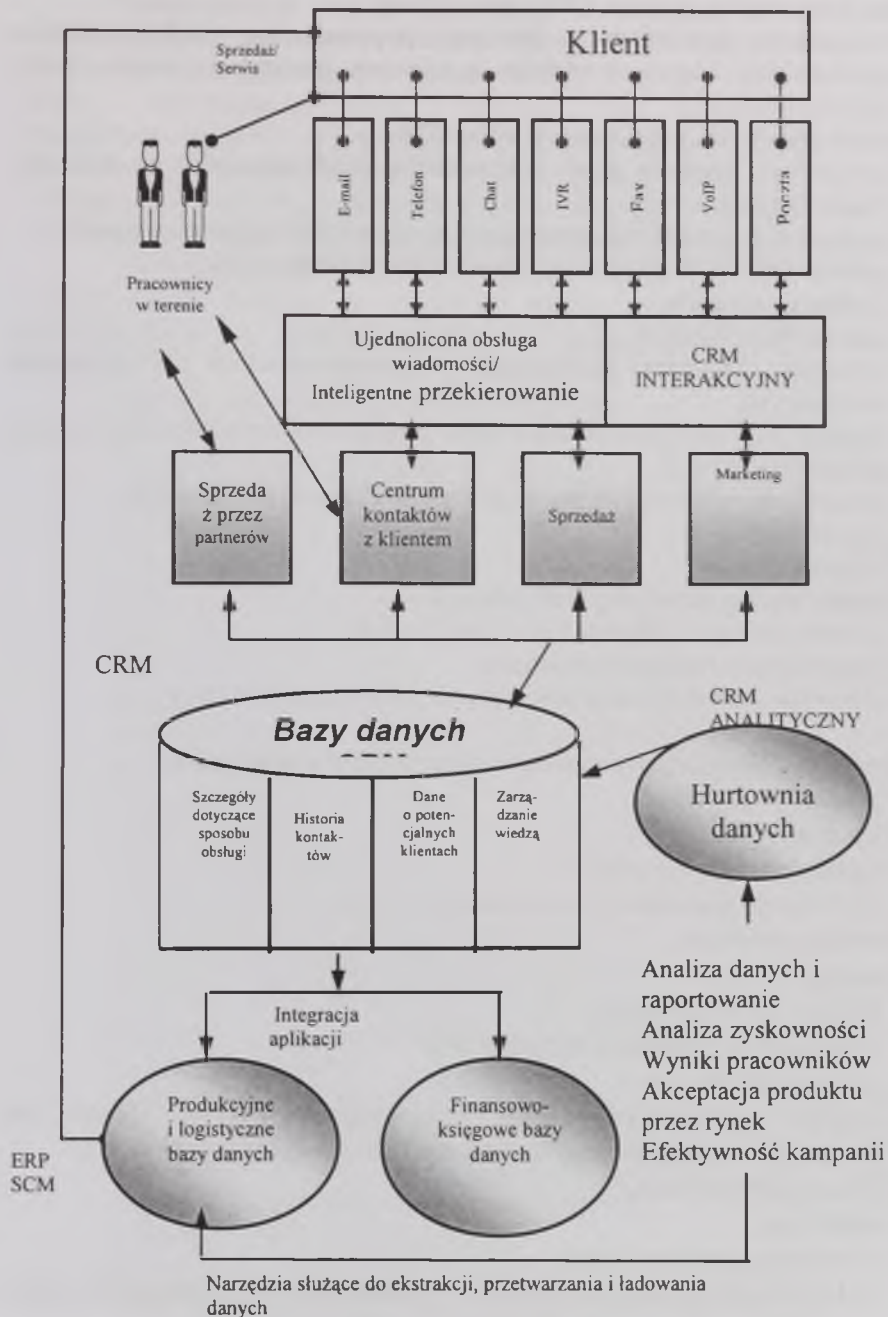 Klient
Sprzedaż/
Serwis
E-mail
Telefon
Chat
IVR
Fax
VoIP
Poczta
Pracownicy
w terenie
Ujednolicona obsługa
wiadomości/
Inteligentne przekierowanie
CRM
INTERAKCYJNY
Sprzeda
ż przez
partnerów
Centrum
kontaktów
z klientem
Sprzedaż
Marketing
CRM
Bazy danych
CRM
ANALITYCZNY
Hurtownia
danych
Szczegóły
dotyczące
sposobu
obsługi
Historia
kontak-
tów
Dane
o poten-
cjalnych
klientach
Zarzą-
dzanie
wiedzą
Integracja
aplikacji
Analiza danych i
raportowanie
Analiza zyskowności
Wyniki pracowników
Akceptacja produktu
przez rynek
Efektywność kampanii
Produkcyjne
i logistyczne
bazy danych
Finansowo-
księgowe bazy
danych
ERP
SCM
Narzędzia służące do ekstrakcji, przetwarzania i ładowania
danych